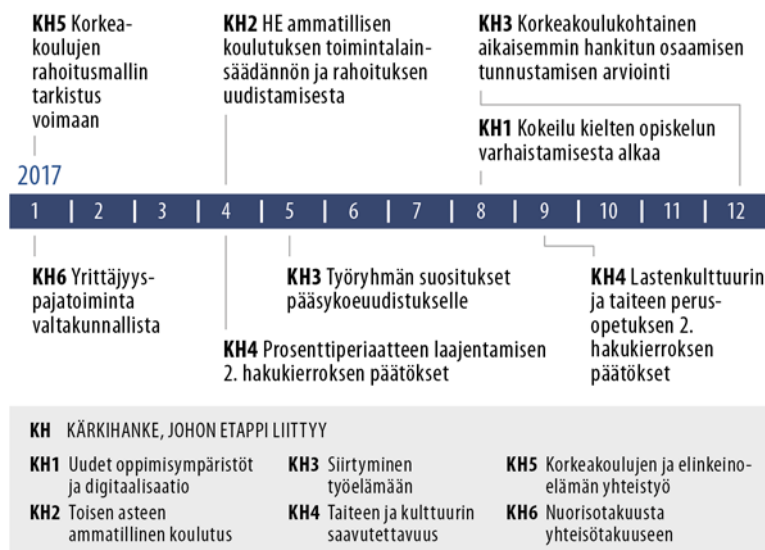 KH5 Korkea-
koulujen
rahoitusmallin
tarkistus
voimaan
KH2 HE ammatillisen
koulutuksen toimintalain-
säädännön ja rahoituksen
uudistamisesta
KH3 Korkeakoulukohtainen
aikaisemmin hankitun osaamisen
tunnustamisen arviointi
KH1 Kokeilu kielten opiskelun
varhaistamisesta alkaa
2017
1 | 2 | 3 | 4 | 5 | 6 | 7 | 8 | 9 | 10 | 11 | 12
KH6 Yrittäjyys-
pajatoiminta
valtakunnallista
KH3 Työryhmän suositukset
pääsykoeuudistukselle
KH4 Prosenttiperiaatteen laajentamisen
2. hakukierroksen päätökset
KH4 Lastenkulttuurin
ja taiteen perus-
opetuksen 2.
hakukierroksen
päätökset
KH KÄRKIHANKE, JOHON ETAPPI LIITTYY
KH1 Uudet oppimisympäristöt
ja digitaalisaatio
KH2 Toisen asteen
ammatillinen koulutus
KH3 Siirtyminen
työelämään
KH4 Taiteen ja kulttuurin
saavutettavuus
KH5 Korkeakoulujen ja elinkeino-
elämän yhteistyö
KH6 Nuorisotakuusta
yhteisötakuuseen